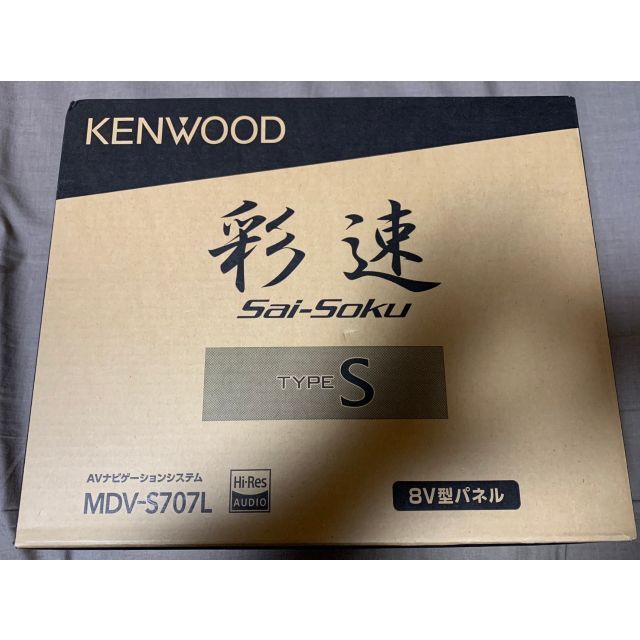 KENWOOD
彩速
Sai-Soku
TYPE S
AVナビゲーションシステム
MDV-S707L
Hi-Res
AUDIO
8V型パネル